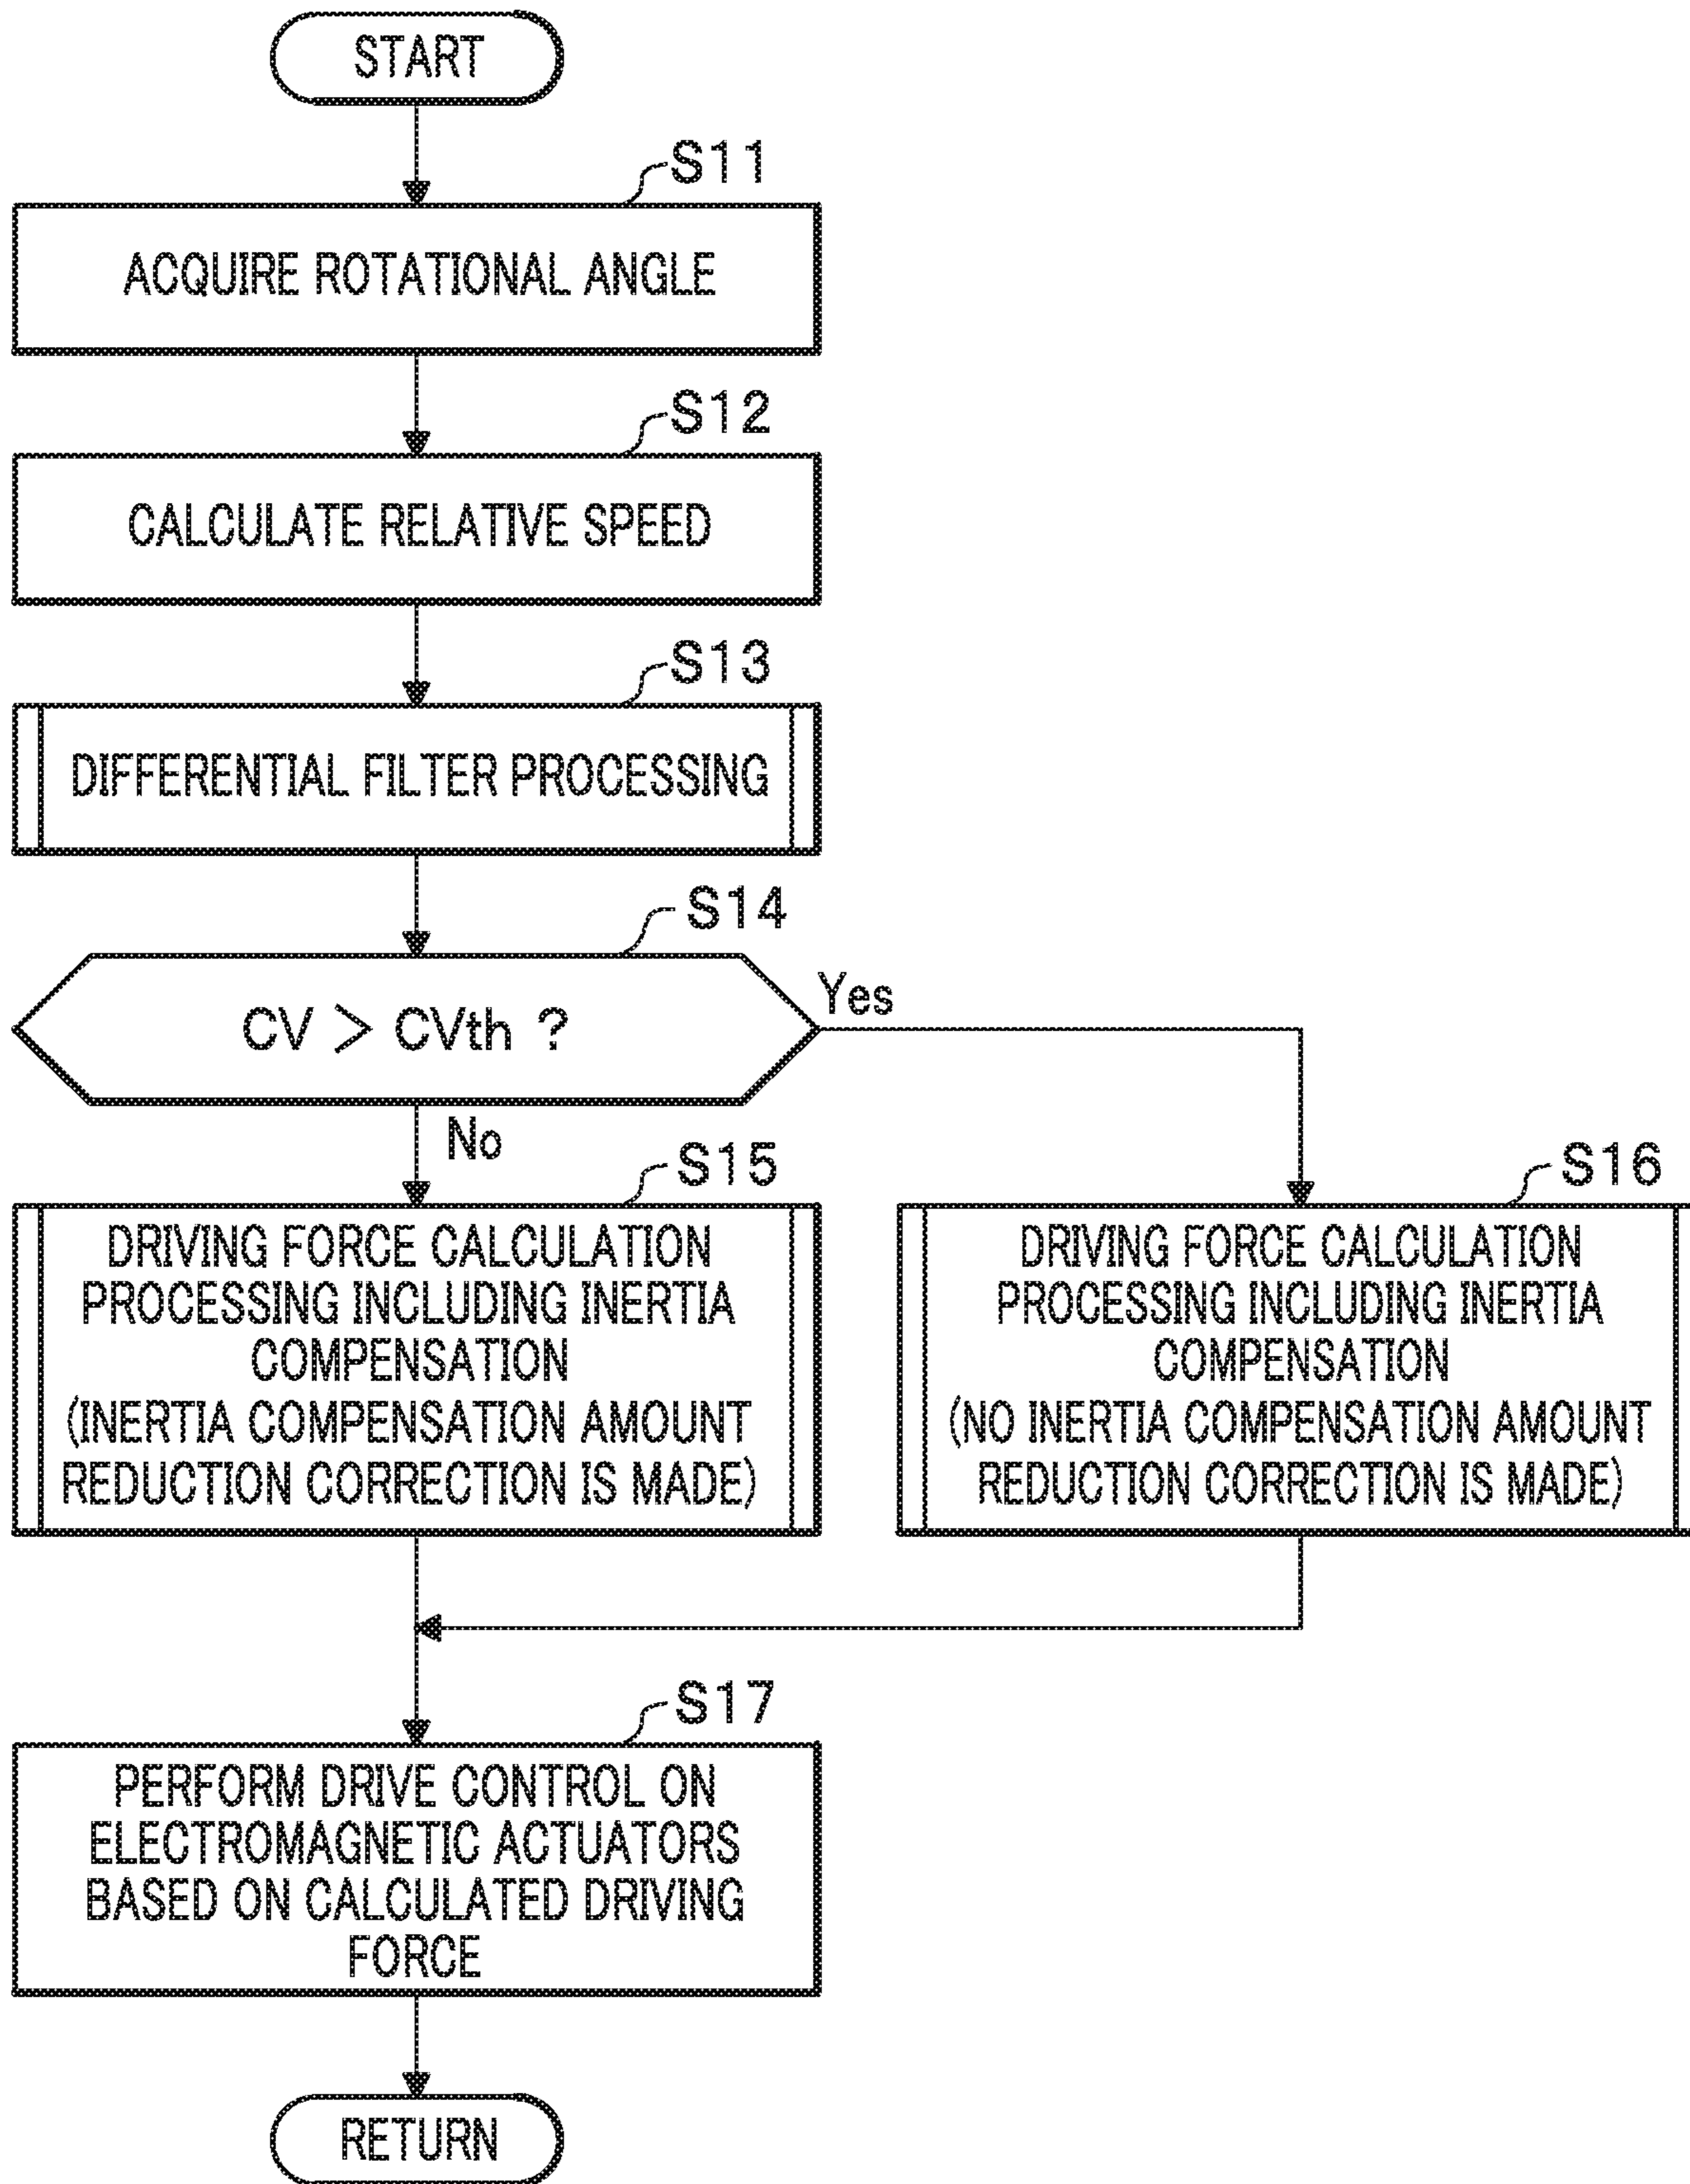 START
S11
ACQUIRE ROTATIONAL ANGLE
S12
CALCULATE RELATIVE SPEED
S13
DIFFERENTIAL FILTER PROCESSING
S14
CV > CVth ?
Yes
No
S15
DRIVING FORCE CALCULATION
PROCESSING INCLUDING INERTIA
COMPENSATION
(INERTIA COMPENSATION AMOUNT
REDUCTION CORRECTION IS MADE)
S16
DRIVING FORCE CALCULATION
PROCESSING INCLUDING INERTIA
COMPENSATION
(NO INERTIA COMPENSATION AMOUNT
REDUCTION CORRECTION IS MADE)
S17
PERFORM DRIVE CONTROL ON
ELECTROMAGNETIC ACTUATORS
BASED ON CALCULATED DRIVING
FORCE
RETURN